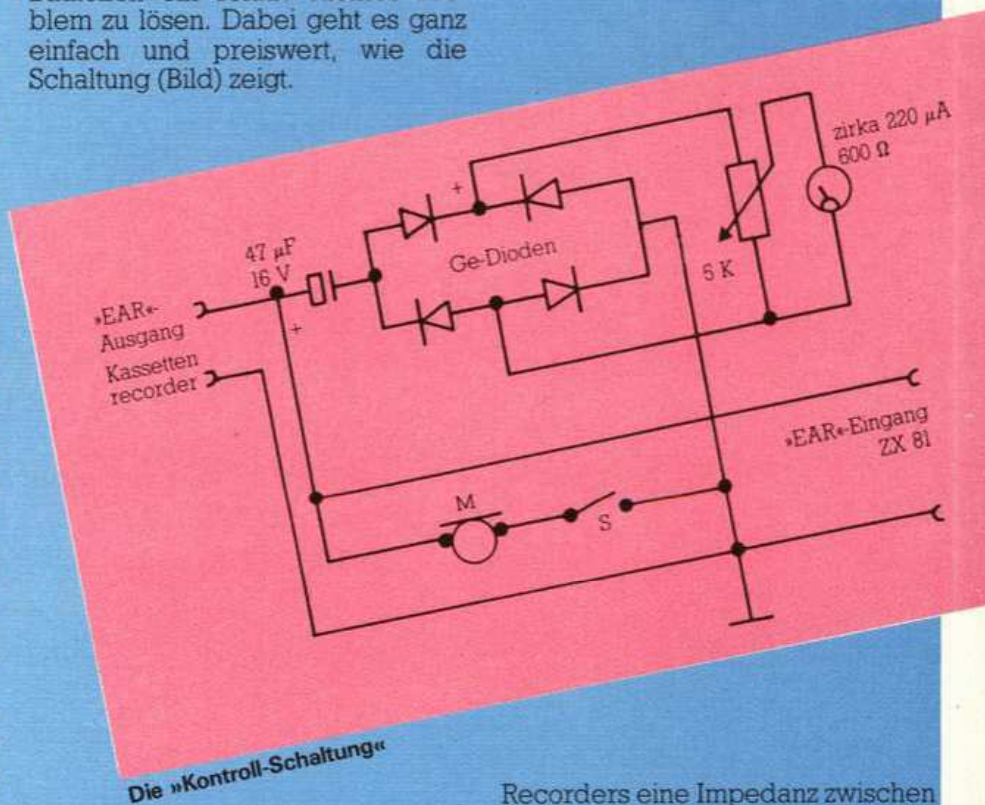 blem zu lösen. Dabei geht es ganz
einfach und preiswert, wie die
Schaltung (Bild) zeigt.
zirka 220 µA
600 Ω
+
47 µF
16 V
Ge-Dioden
5 K
»EAR«-
Ausgang
+
Kassetten
recorder
»EAR«-Eingang
ZX 81
M
S
Die »Kontroll-Schaltung«
Recorders eine Impedanz zwischen